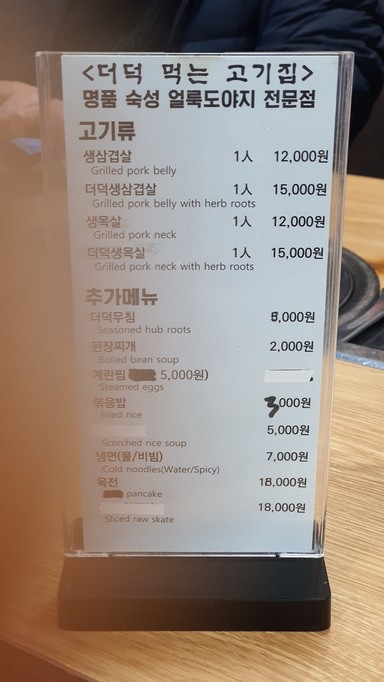 <더덕 먹는 고기집>
명품 숙성 얼룩도야지 전문점
고기류
생삼겹살 1人 12,000원
Grilled pork belly
더덕생삼겹살 1人 15,000원
Grilled pork belly with herb roots
생목살 1人 12,000원
Grilled pork neck
더덕생목살 1人 15,000원
Grilled pork neck with herb roots
추가메뉴
더덕무침 8,000원
Seasoned hub roots
된장찌개 2,000원
Boiled bean soup
계란찜 5,000원)
Steamed eggs
볶음밥 3,000원
Fried rice
5,000원
Scorched rice soup
냉면(물/비빔) 7,000원
Cold noodles(Water/Spicy)
육전 18,000원
pancake
18,000원
Sliced raw skate